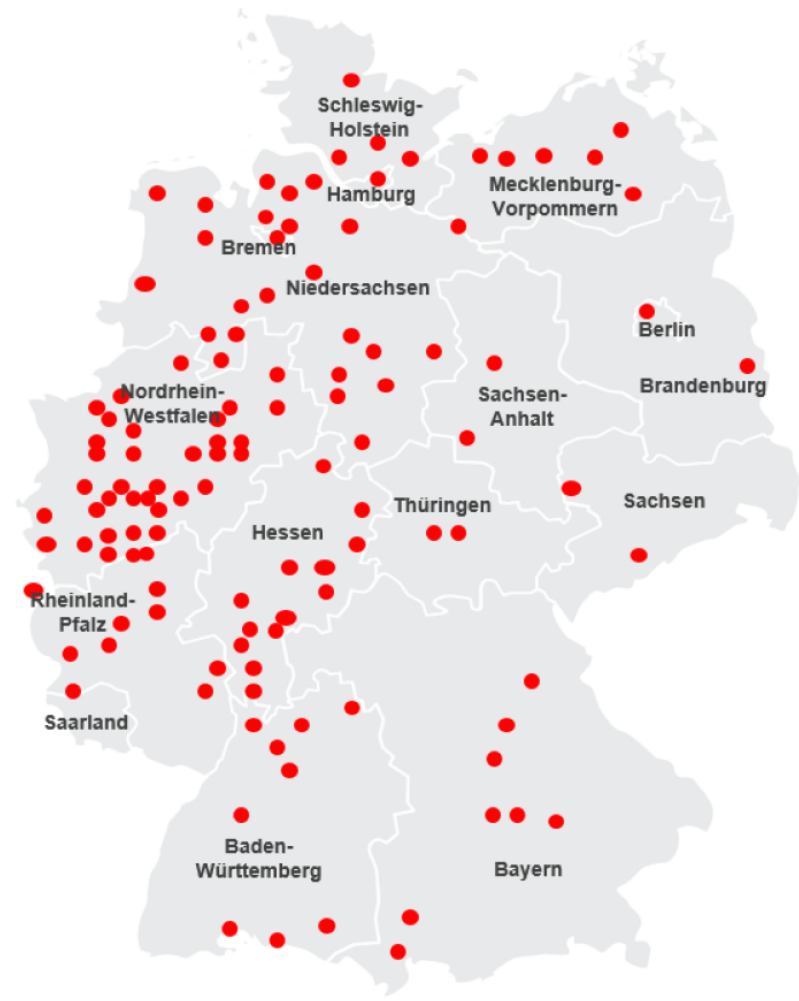 Schleswig-
Holstein
Hamburg
Mecklenburg-
Vorpommern
Bremen
Niedersachsen
Berlin
Brandenburg
Nordrhein-
Westfalen
Sachsen-
Anhalt
Thüringen
Sachsen
Hessen
Rheinland-
Pfalz
Saarland
Baden-
Württemberg
Bayern